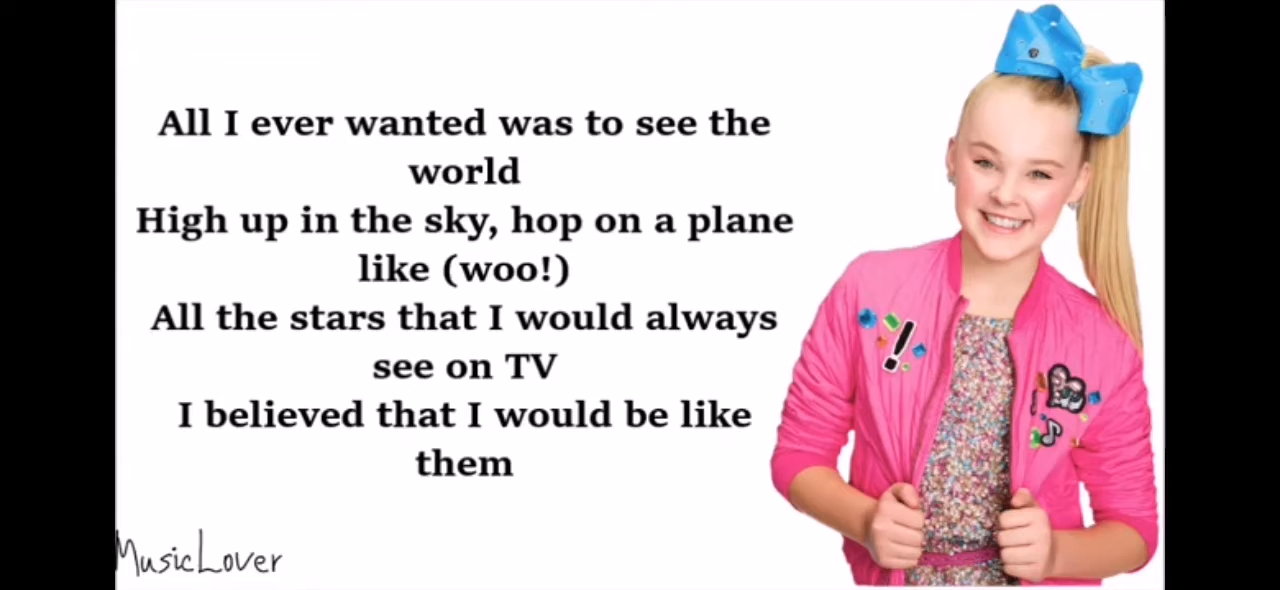 All I ever wanted was to see the
world
High up in the sky, hop on a plane
like (woo!)
All the stars that I would always
see on TV
I believed that I would be like
them
MusicLover